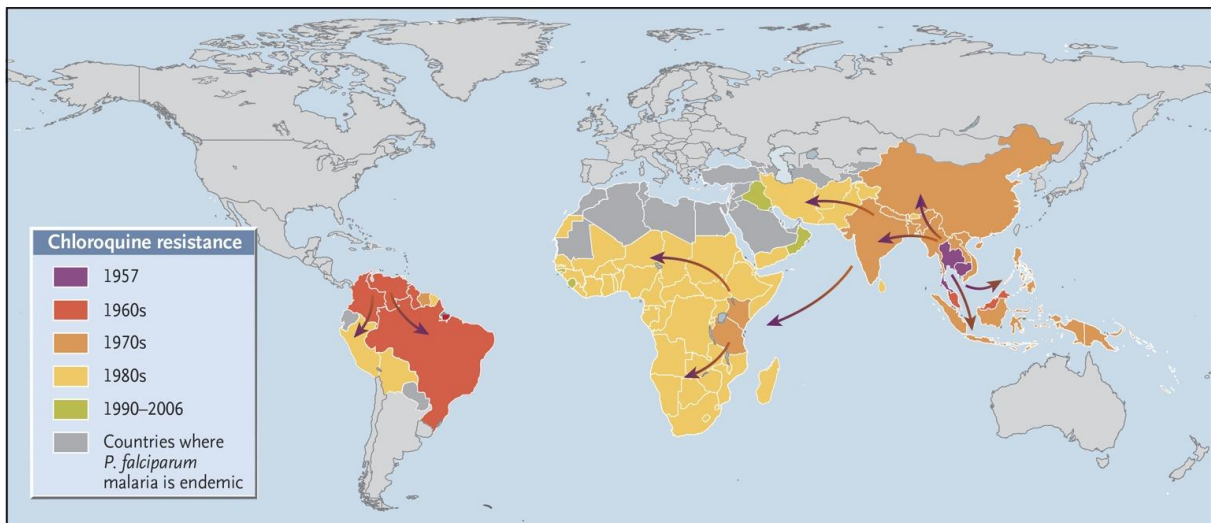 Chloroquine resistance
1957
1960s
1970s
1980s
1990–2006
Countries where
P. falciparum
malaria is endemic